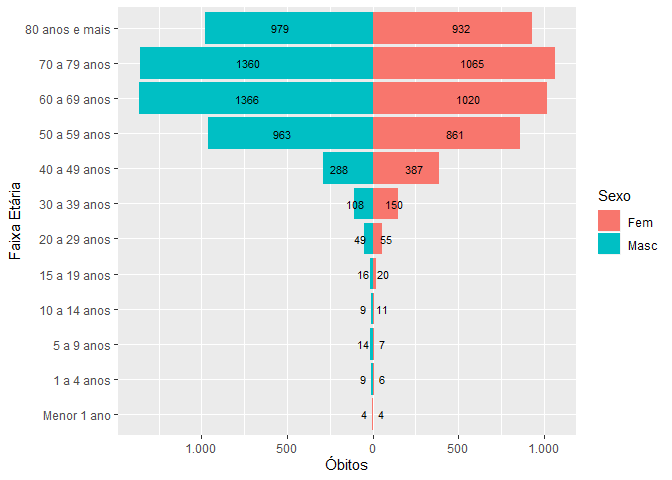 80 anos e mais 979 932
70 a 79 anos 1360 1065
60 a 69 anos 1366 1020
50 a 59 anos 963 861
40 a 49 anos 288 387
30 a 39 anos 108 150
20 a 29 anos 49 55
15 a 19 anos 16 20
10 a 14 anos 9 11
5 a 9 anos 14 7
1 a 4 anos 9 6
Menor 1 ano 4 4
1.000 500 0 500 1.000
Óbitos
Faixa Etária
Sexo
Fem
Masc